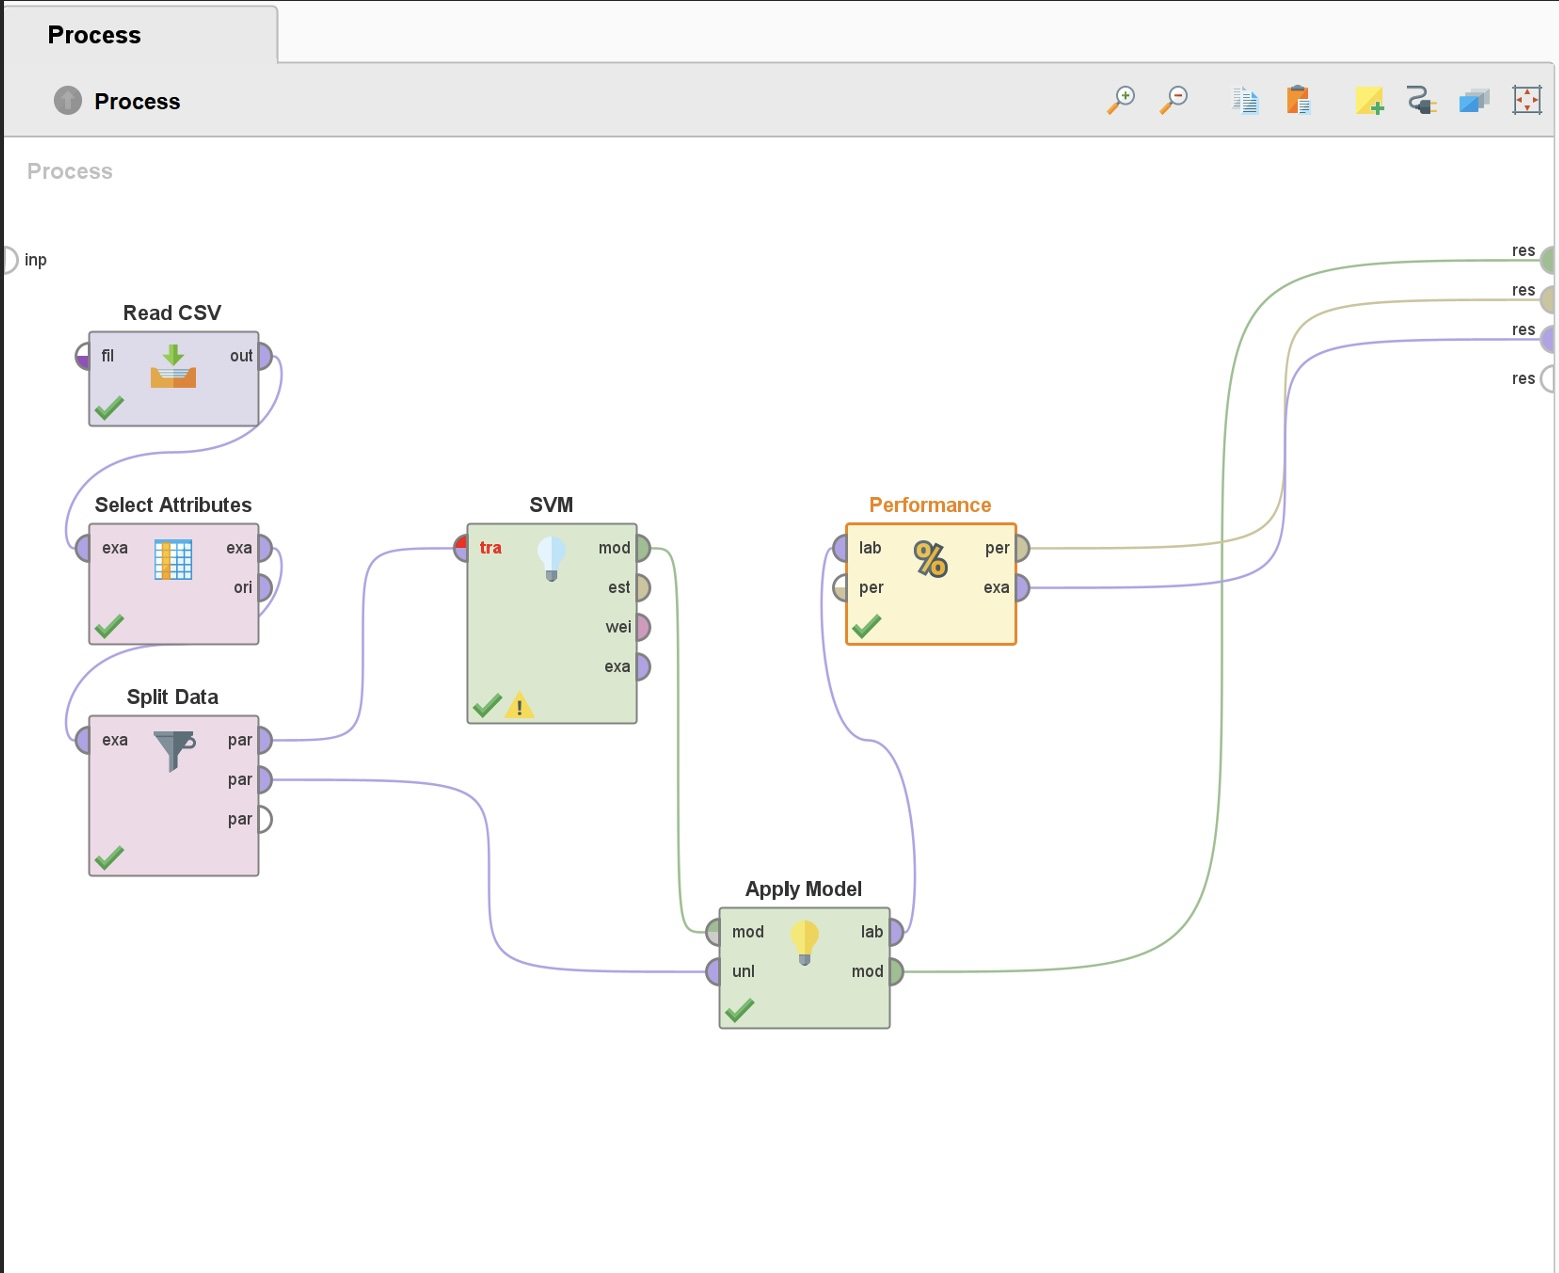 Process
Process
Process
inp
res
res
res
res
Read CSV
fil out
Select Attributes
exa exa
ori
Split Data
exa par
par
par
SVM
tra mod
est
wei
exa
Performance
lab per
per exa
%
Apply Model
mod lab
unl mod